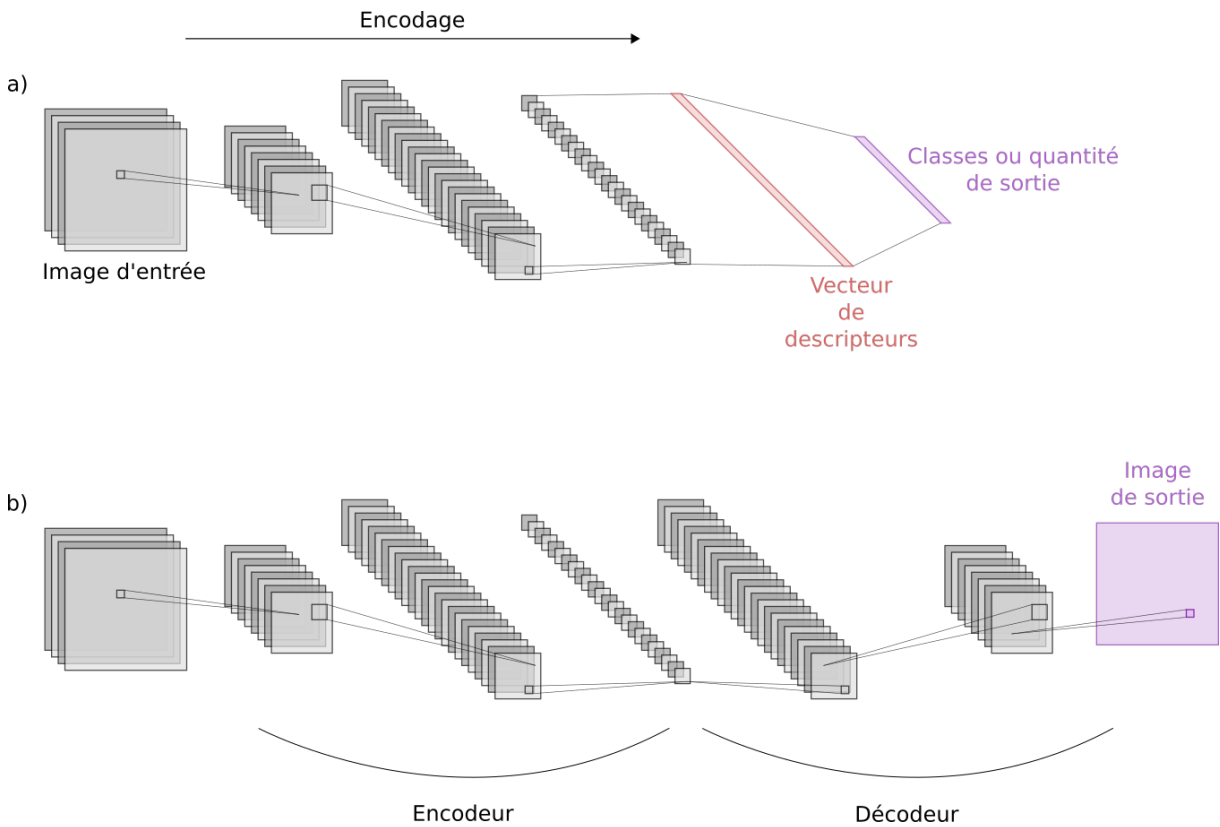 Encodage
a)
Image d'entrée
Classes ou quantité
de sortie
Vecteur
de
descripteurs
b)
Image
de sortie
Encodeur
Décodeur